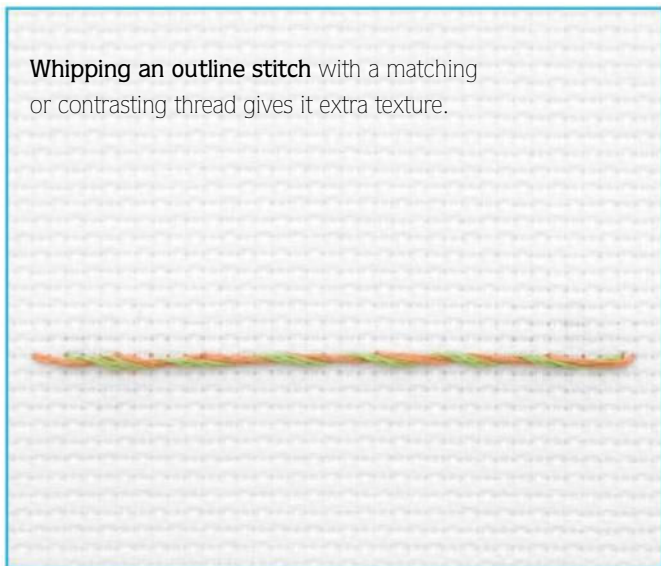 Whipping an outline stitch with a matching
or contrasting thread gives it extra texture.